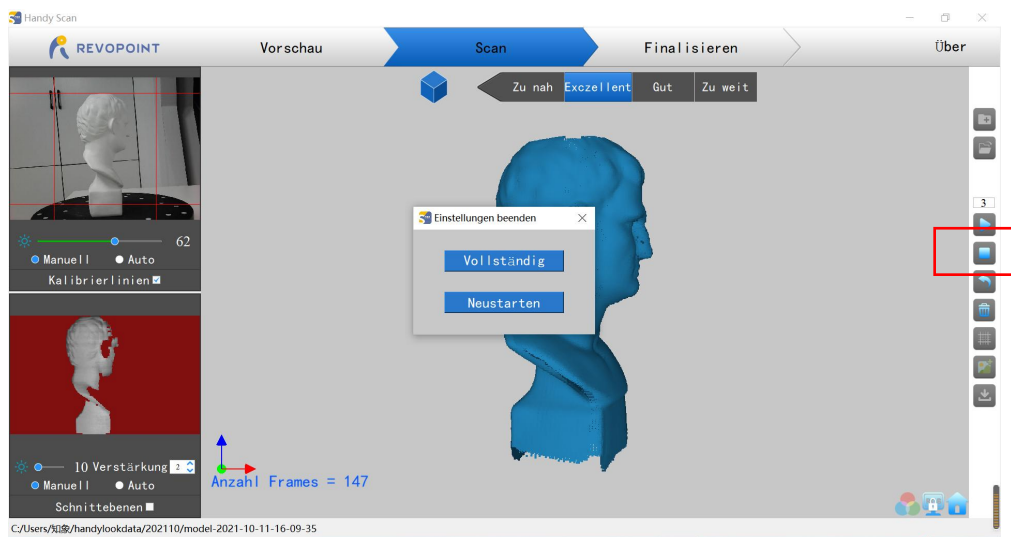 Handy Scan
REVOPOINT
Vorschau
Scan
Finalisieren
Über
Zu nah
Exczellent
Gut
Zu weit
3
62
Manuell
Auto
Kalibrierlinien
Einstellungen beenden
Vollständig
Neustarten
10 Verstärkung 2
Manuell
Auto
Schnittebenen
Anzahl Frames = 147
C:/Users/知象/handylookdata/202110/model-2021-10-11-16-09-35